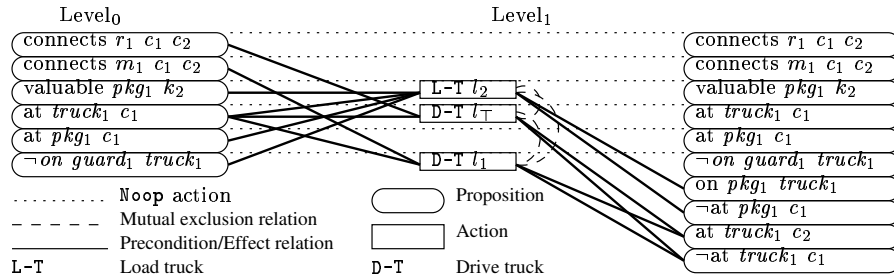 Level₀ Level₁
connects r₁ c₁ c₂ connects r₁ c₁ c₂
connects m₁ c₁ c₂ connects m₁ c₁ c₂
valuable pkg₁ k₂ L-T l₂ valuable pkg₁ k₂
at truck₁ c₁ D-T l⊤ at truck₁ c₁
at pkg₁ c₁ at pkg₁ c₁
¬on guard₁ truck₁ D-T l₁ ¬on guard₁ truck₁
Noop action Proposition on pkg₁ truck₁
Mutual exclusion relation ¬at pkg₁ c₁
Precondition/Effect relation Action at truck₁ c₂
L-T Load truck D-T Drive truck ¬at truck₁ c₁